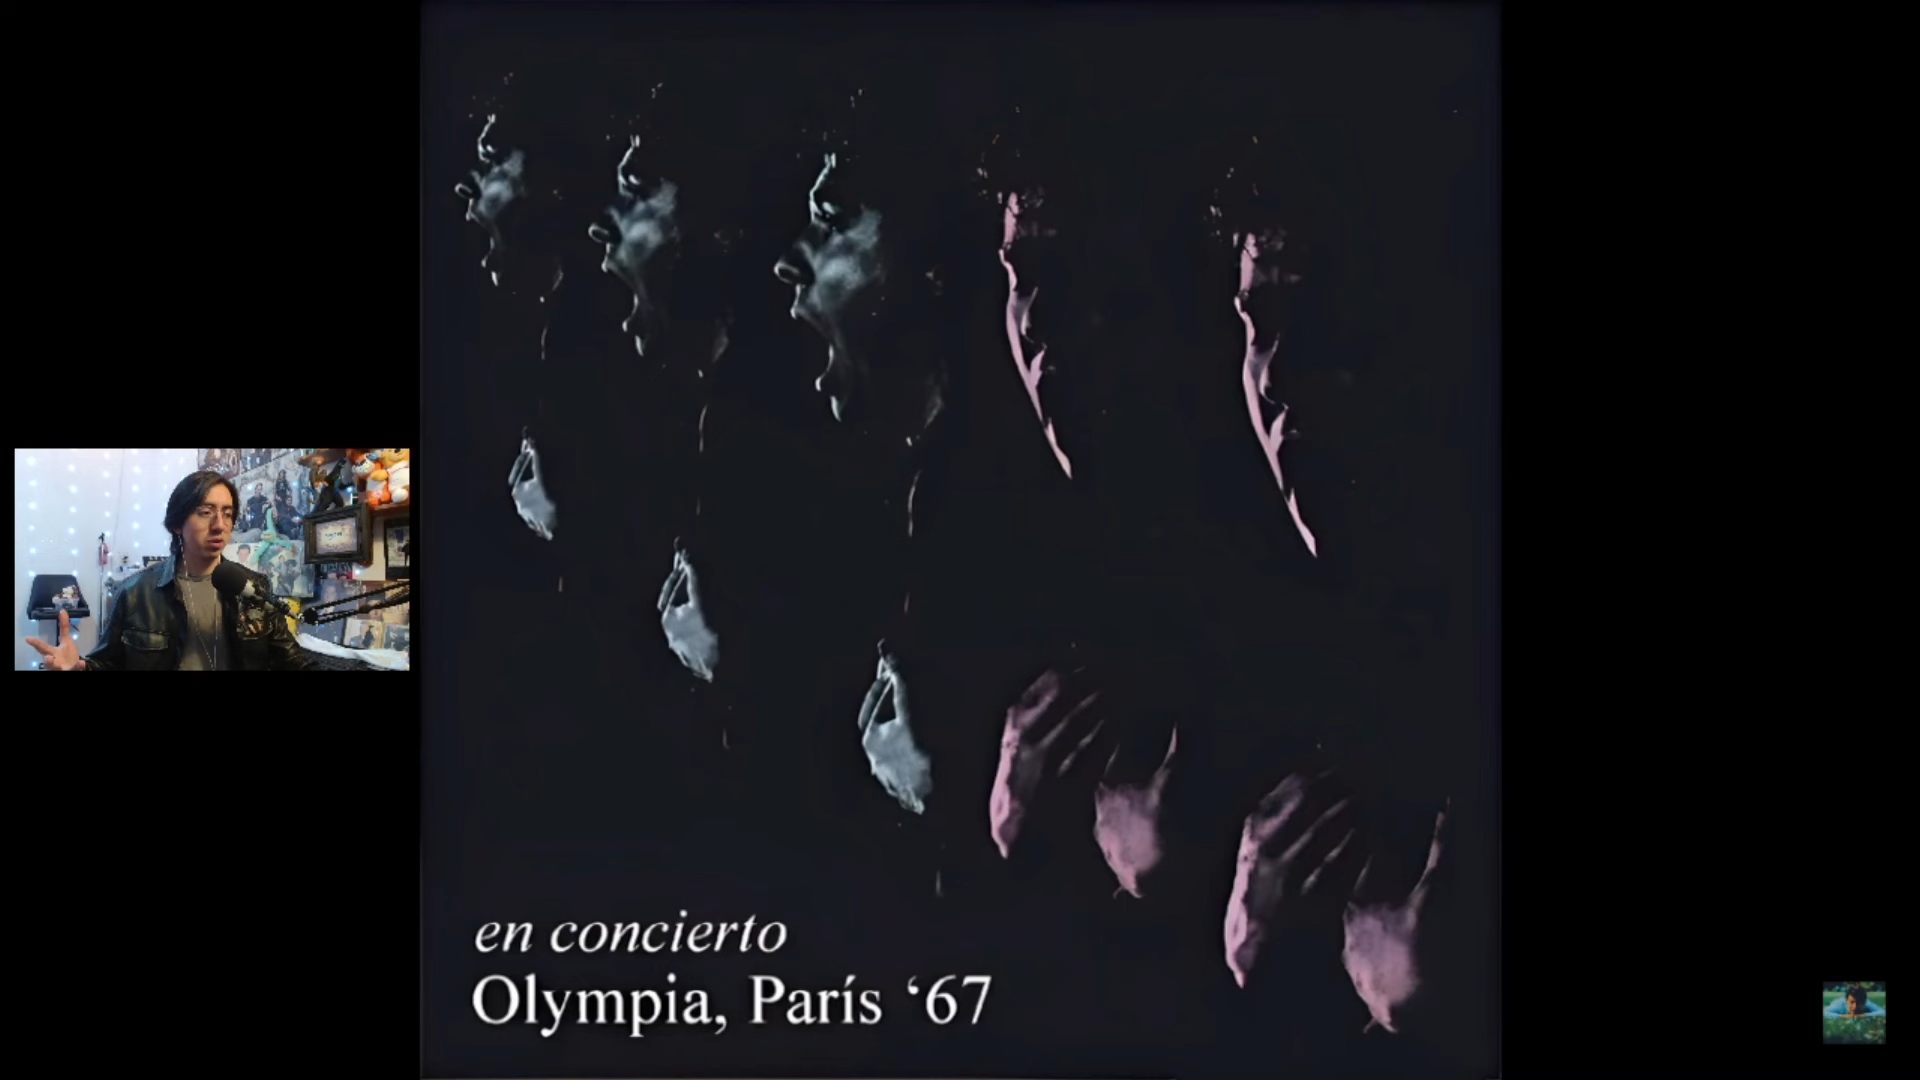 en concierto
Olympia, París ‘67